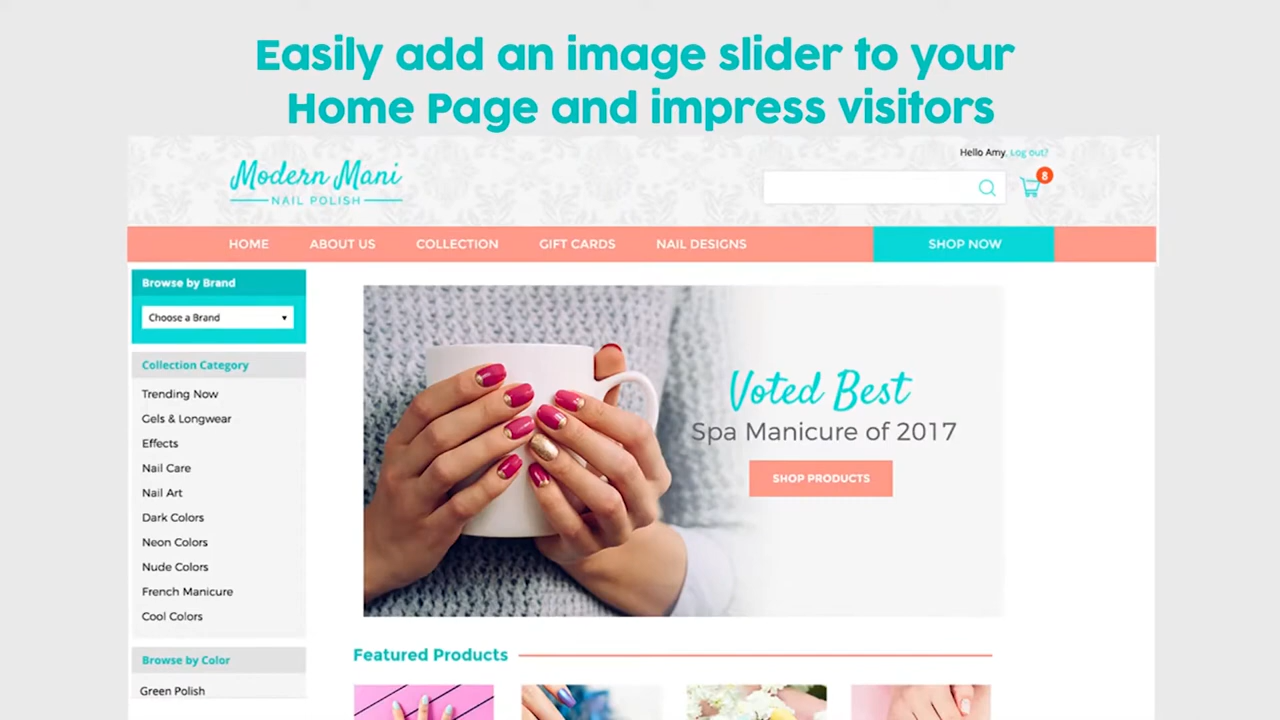 Easily add an image slider to your
Home Page and impress visitors
Hello Amy, Log out?
Modern Mani
NAIL POLISH
8
HOME ABOUT US COLLECTION GIFT CARDS NAIL DESIGNS SHOP NOW
Browse by Brand
Choose a Brand
Collection Category
Trending Now
Gels & Longwear
Effects
Nail Care
Nail Art
Dark Colors
Neon Colors
Nude Colors
French Manicure
Cool Colors
Browse by Color
Green Polish
Voted Best
Spa Manicure of 2017
SHOP PRODUCTS
Featured Products